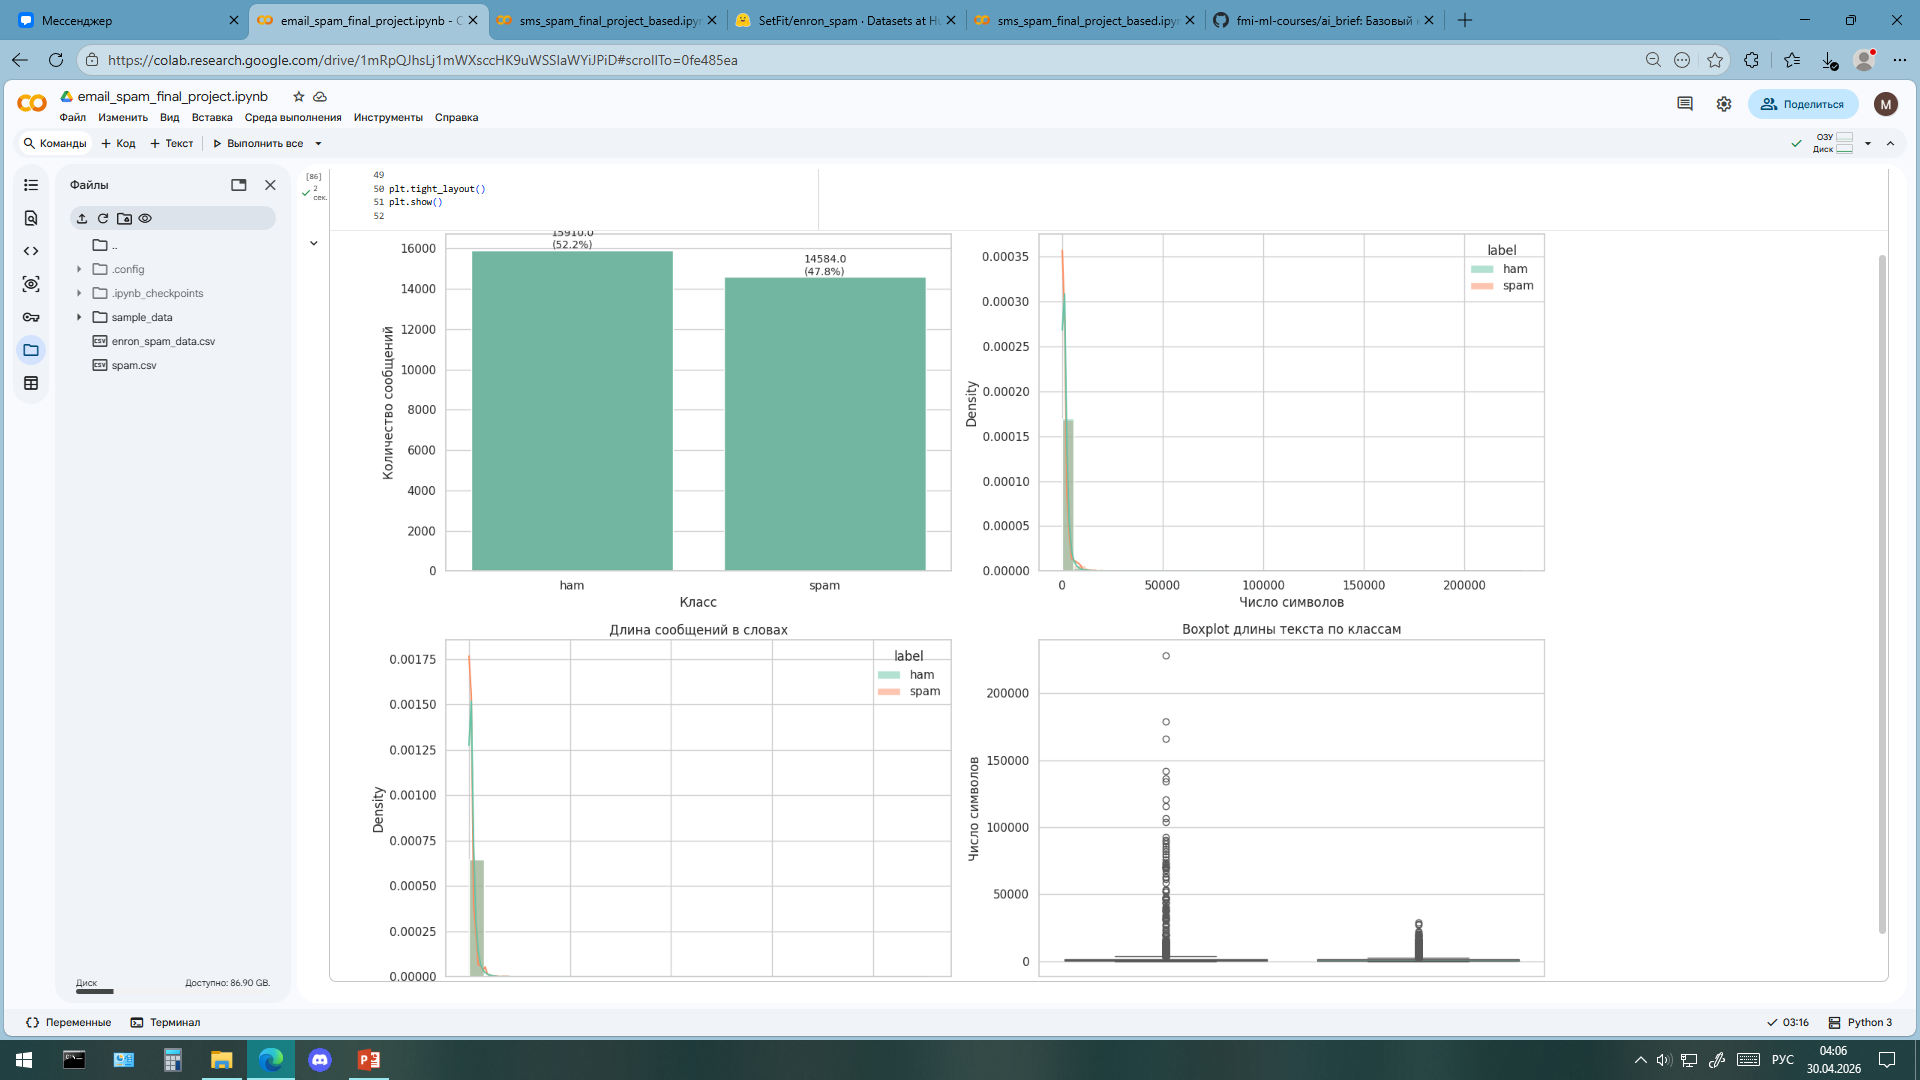 Мессенджер
email_spam_final_project.ipynb - C
sms_spam_final_project_based.ipyn
SetFit/enron_spam · Datasets at Hu
sms_spam_final_project_based.ipyn
fmi-ml-courses/ai_brief: Базовый к
https://colab.research.google.com/drive/1mRpQJhsLj1mWXsccHK9uWSSIaWYiJPiD#scrollTo=0fe485ea
email_spam_final_project.ipynb
Файл Изменить Вид Вставка Среда выполнения Инструменты Справка
Поделиться
M
Команды + Код + Текст Выполнить все
ОЗУ
Диск
Файлы
..
.config
.ipynb_checkpoints
sample_data
enron_spam_data.csv
spam.csv
Диск
Доступно: 86.90 GB.
[86]
2
сек.
49
50 plt.tight_layout()
51 plt.show()
52
15910.0
(52.2%)
14584.0
(47.8%)
16000
14000
12000
10000
8000
6000
4000
2000
0
Количество сообщений
ham spam
Класс
label
ham
spam
0.00035
0.00030
0.00025
0.00020
0.00015
0.00010
0.00005
0.00000
Density
0 50000 100000 150000 200000
Число символов
Длина сообщений в словах
label
ham
spam
0.00175
0.00150
0.00125
0.00100
0.00075
0.00050
0.00025
0.00000
Density
Boxplot длины текста по классам
200000
150000
100000
50000
0
Число символов
Переменные Терминал
03:16
Python 3
РУС
04:06
30.04.2026